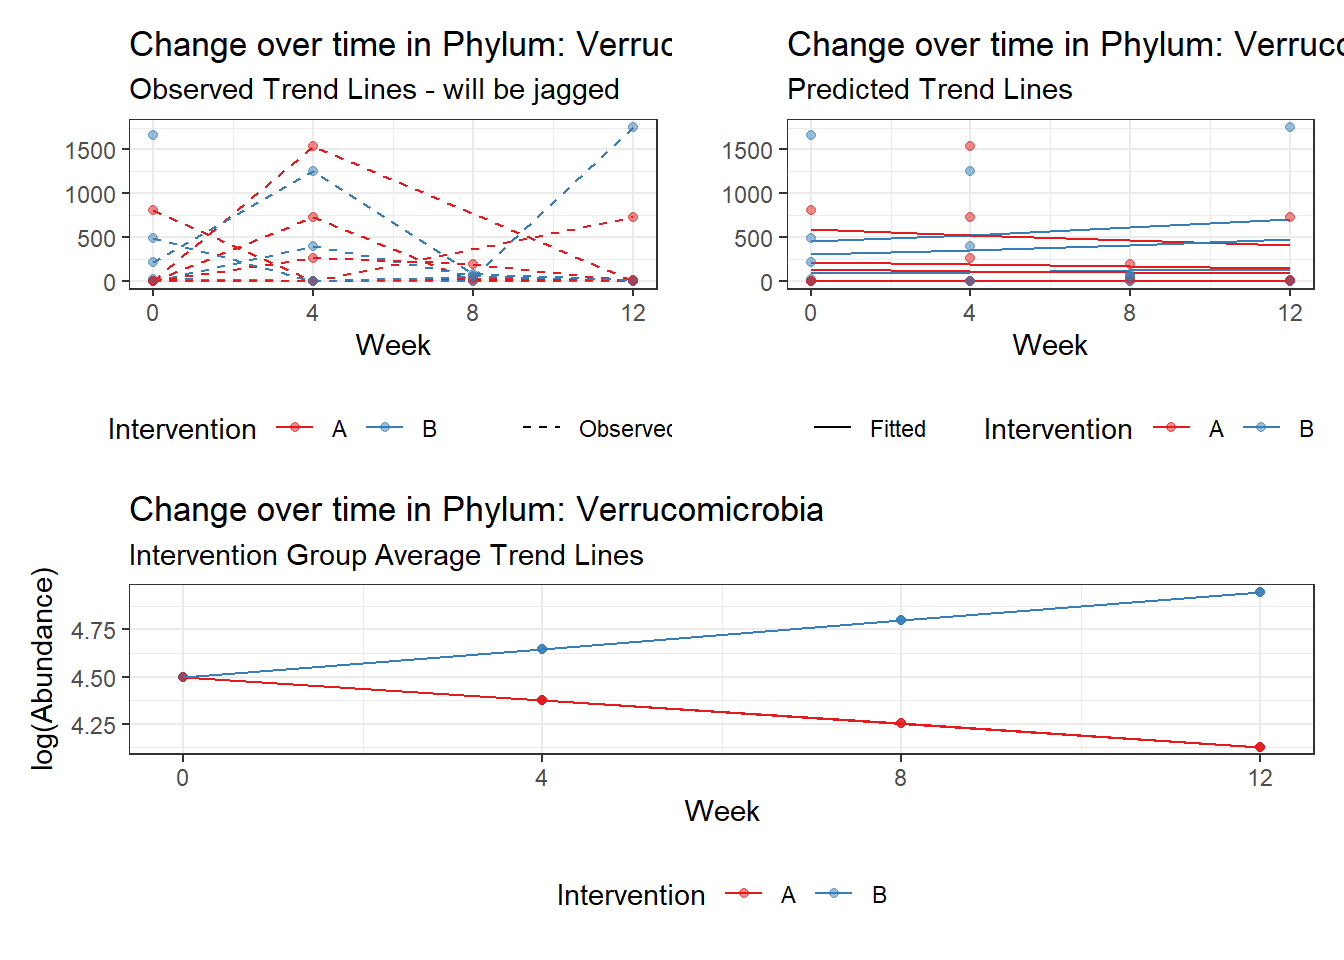 Change over time in Phylum: Verruc
Observed Trend Lines - will be jagged
1500
1000
500
0
0 4 8 12
Week
Intervention A B Observed
Change over time in Phylum: Verruco
Predicted Trend Lines
1500
1000
500
0
0 4 8 12
Week
Fitted Intervention A B
Change over time in Phylum: Verrucomicrobia
Intervention Group Average Trend Lines
log(Abundance)
4.75
4.50
4.25
0 4 8 12
Week
Intervention A B